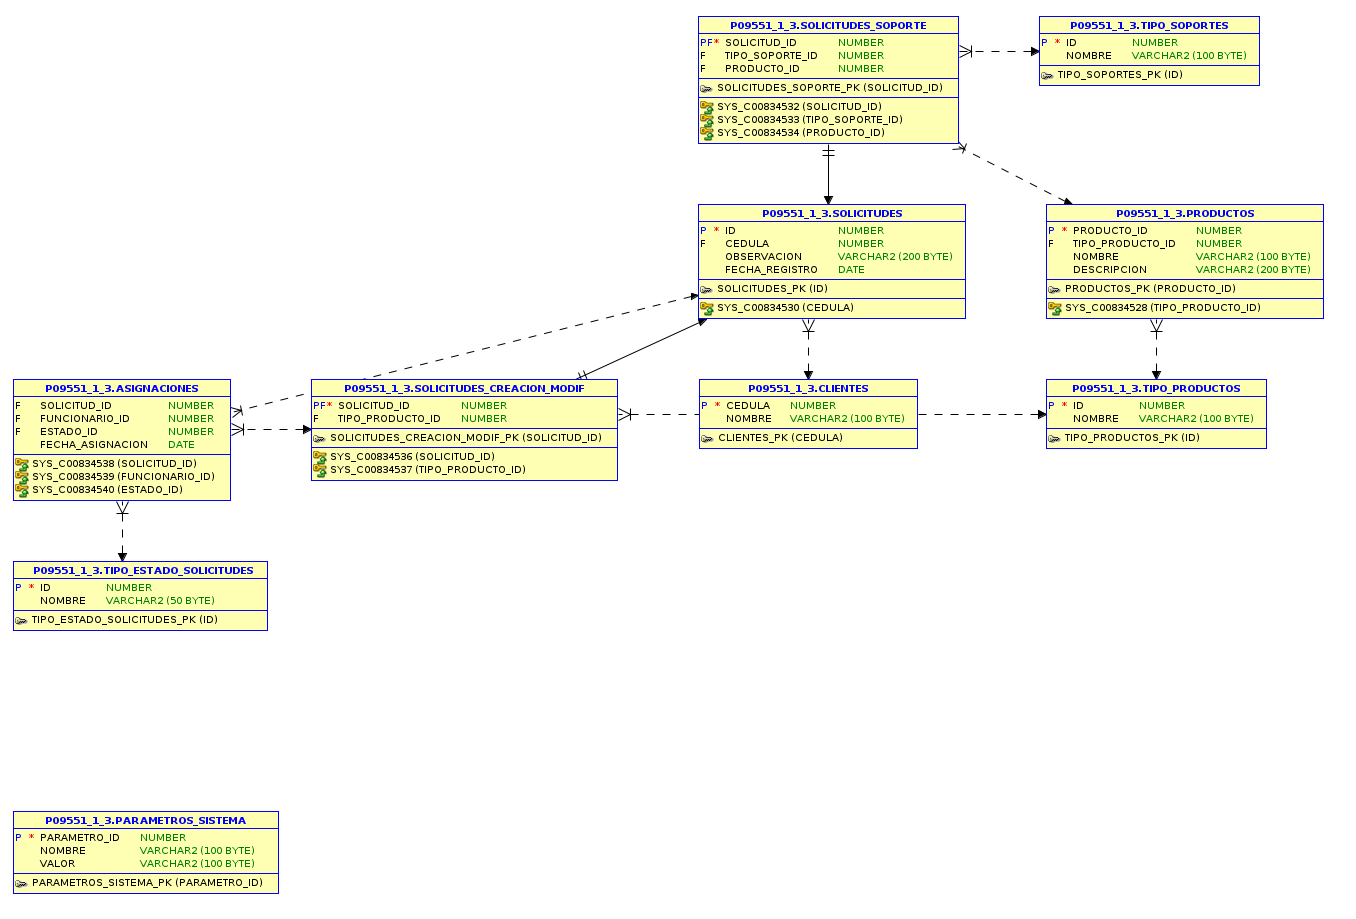 P09551_1_3.SOLICITUDES_SOPORTE
PF* SOLICITUD_ID NUMBER
F TIPO_SOPORTE_ID NUMBER
F PRODUCTO_ID NUMBER
SOLICITUDES_SOPORTE_PK (SOLICITUD_ID)
SYS_C00834532 (SOLICITUD_ID)
SYS_C00834533 (TIPO_SOPORTE_ID)
SYS_C00834534 (PRODUCTO_ID)
P09551_1_3.TIPO_SOPORTES
P * ID NUMBER
NOMBRE VARCHAR2 (100 BYTE)
TIPO_SOPORTES_PK (ID)
P09551_1_3.SOLICITUDES
P * ID NUMBER
F CEDULA NUMBER
OBSERVACION VARCHAR2 (200 BYTE)
FECHA_REGISTRO DATE
SOLICITUDES_PK (ID)
SYS_C00834530 (CEDULA)
P09551_1_3.PRODUCTOS
P * PRODUCTO_ID NUMBER
F TIPO_PRODUCTO_ID NUMBER
NOMBRE VARCHAR2 (100 BYTE)
DESCRIPCION VARCHAR2 (200 BYTE)
PRODUCTOS_PK (PRODUCTO_ID)
SYS_C00834528 (TIPO_PRODUCTO_ID)
P09551_1_3.ASIGNACIONES
F SOLICITUD_ID NUMBER
F FUNCIONARIO_ID NUMBER
F ESTADO_ID NUMBER
FECHA_ASIGNACION DATE
SYS_C00834538 (SOLICITUD_ID)
SYS_C00834539 (FUNCIONARIO_ID)
SYS_C00834540 (ESTADO_ID)
P09551_1_3.SOLICITUDES_CREACION_MODIF
PF* SOLICITUD_ID NUMBER
F TIPO_PRODUCTO_ID NUMBER
SOLICITUDES_CREACION_MODIF_PK (SOLICITUD_ID)
SYS_C00834536 (SOLICITUD_ID)
SYS_C00834537 (TIPO_PRODUCTO_ID)
P09551_1_3.CLIENTES
P * CEDULA NUMBER
NOMBRE VARCHAR2 (100 BYTE)
CLIENTES_PK (CEDULA)
P09551_1_3.TIPO_PRODUCTOS
P * ID NUMBER
NOMBRE VARCHAR2 (100 BYTE)
TIPO_PRODUCTOS_PK (ID)
P09551_1_3.TIPO_ESTADO_SOLICITUDES
P * ID NUMBER
NOMBRE VARCHAR2 (50 BYTE)
TIPO_ESTADO_SOLICITUDES_PK (ID)
P09551_1_3.PARAMETROS_SISTEMA
P * PARAMETRO_ID NUMBER
NOMBRE VARCHAR2 (100 BYTE)
VALOR VARCHAR2 (100 BYTE)
PARAMETROS_SISTEMA_PK (PARAMETRO_ID)